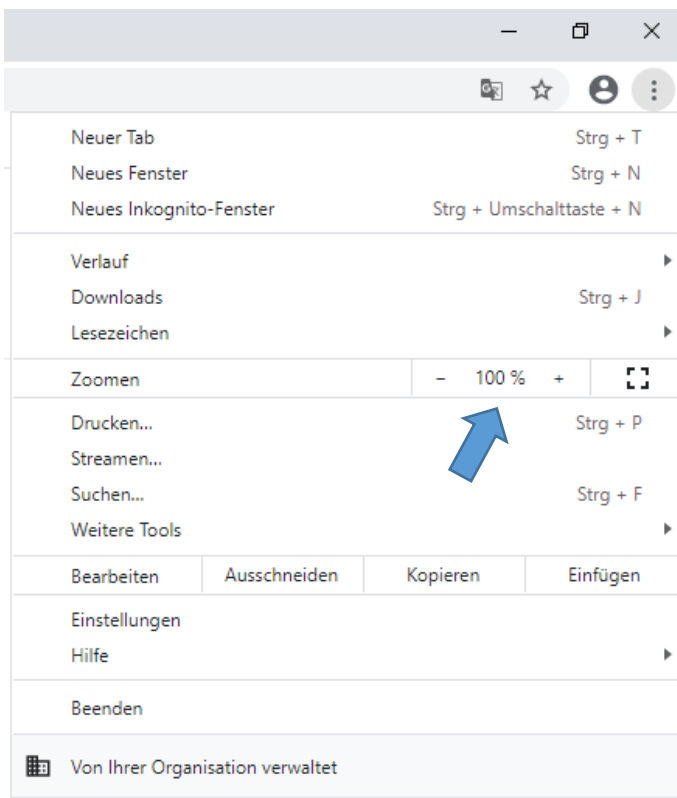 Neuer Tab Strg + T
Neues Fenster Strg + N
Neues Inkognito-Fenster Strg + Umschalttaste + N
Verlauf
Downloads Strg + J
Lesezeichen
Zoomen - 100 % +
Drucken... Strg + P
Streamen...
Suchen... Strg + F
Weitere Tools
Bearbeiten Ausschneiden Kopieren Einfügen
Einstellungen
Hilfe
Beenden
Von Ihrer Organisation verwaltet